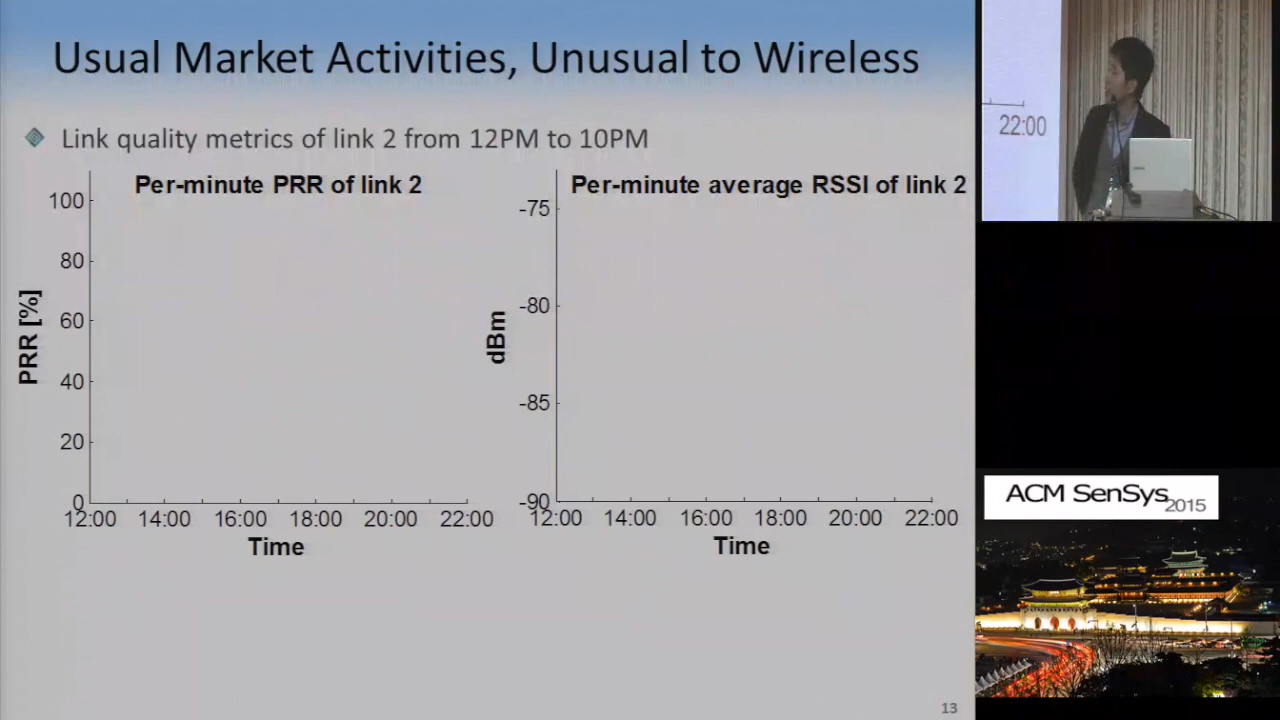 Usual Market Activities, Unusual to Wireless
Link quality metrics of link 2 from 12PM to 10PM
Per-minute PRR of link 2
100
80
60
40
20
0
PRR [%]
12:00 14:00 16:00 18:00 20:00 22:00
Time
Per-minute average RSSI of link 2
-75
-80
-85
-90
dBm
12:00 14:00 16:00 18:00 20:00 22:00
Time
13
22:00
ACM SenSys 2015